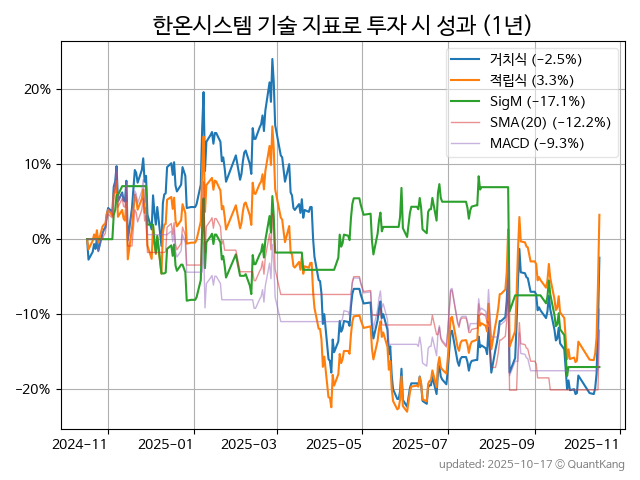 한온시스템 기술 지표로 투자 시 성과 (1년)
거치식 (−2.5%)
적립식 (3.3%)
SigM (−17.1%)
SMA(20) (−12.2%)
MACD (−9.3%)
20%
10%
0%
−10%
−20%
2024-11 2025-01 2025-03 2025-05 2025-07 2025-09 2025-11
updated: 2025-10-17 © QuantKang